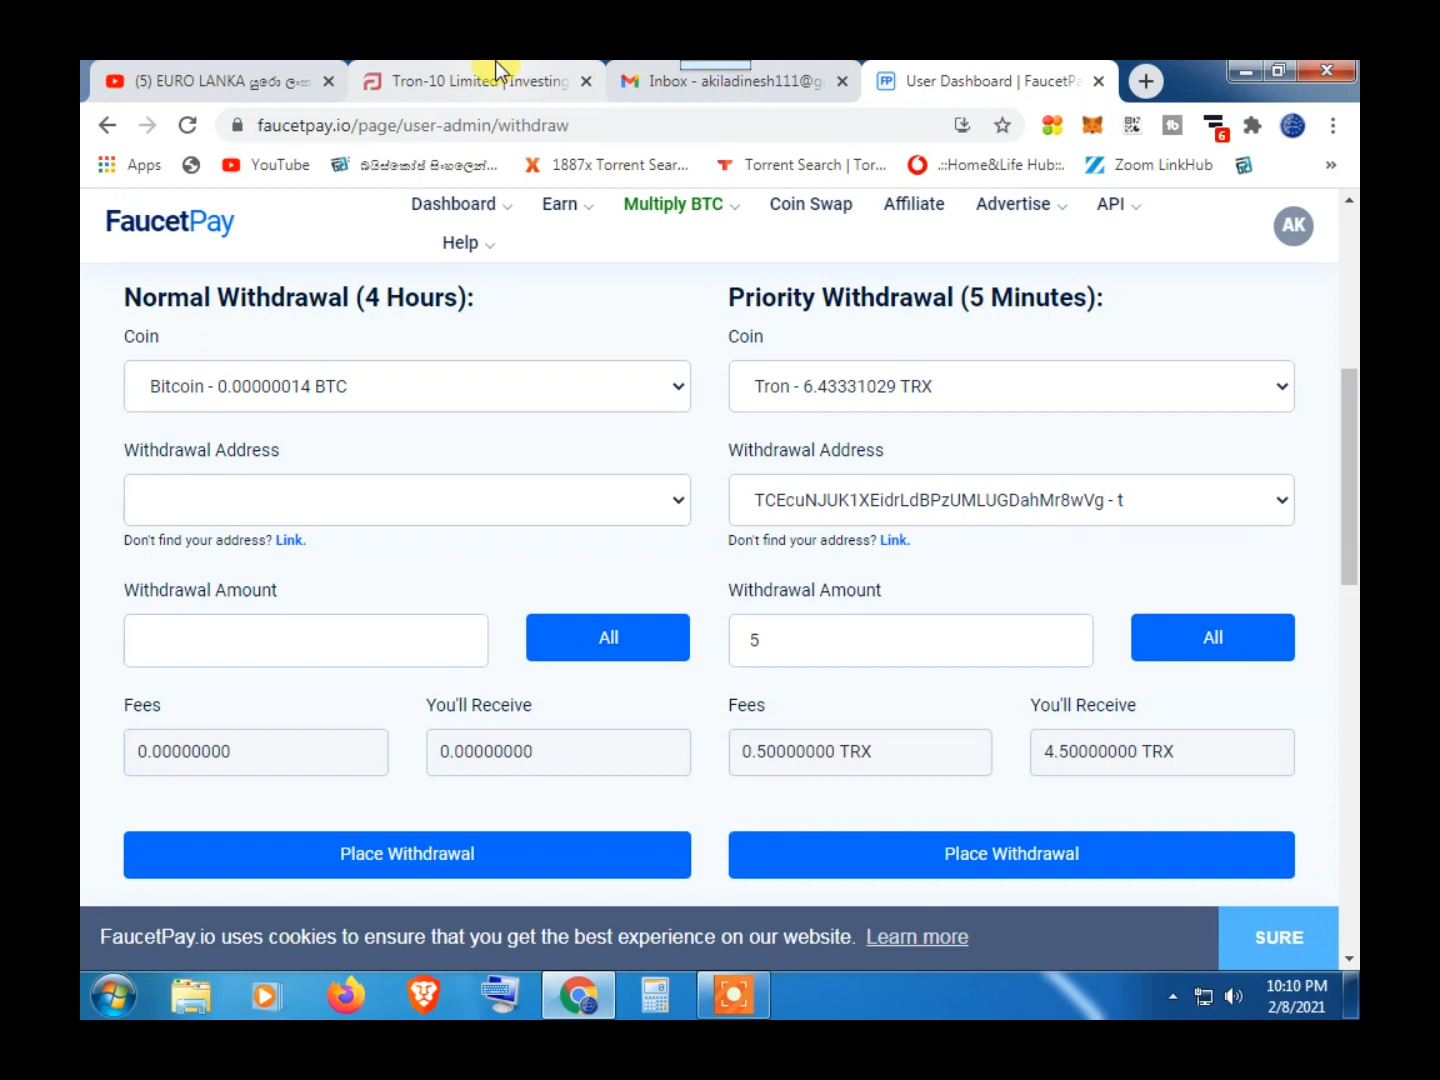 (5) EURO LANKA யூரோ ලංක
Tron-10 Limited | Investing
Inbox - akiladinesh111@g
User Dashboard | FaucetPa
faucetpay.io/page/user-admin/withdraw
6
Apps
YouTube
බයිස්කෝප් සිංහලෙන්...
1887x Torrent Sear...
Torrent Search | Tor...
.::Home&Life Hub::.
Zoom LinkHub
»
FaucetPay
Dashboard
Earn
Multiply BTC
Coin Swap
Affiliate
Advertise
API
Help
AK
Normal Withdrawal (4 Hours):
Coin
Bitcoin - 0.00000014 BTC
Withdrawal Address
Don't find your address? Link.
Withdrawal Amount
All
Fees
You'll Receive
0.00000000
0.00000000
Place Withdrawal
Priority Withdrawal (5 Minutes):
Coin
Tron - 6.43331029 TRX
Withdrawal Address
TCEcuNJUK1XEidrLdBPzUMLUGDahMr8wVg - t
Don't find your address? Link.
Withdrawal Amount
5
All
Fees
You'll Receive
0.50000000 TRX
4.50000000 TRX
Place Withdrawal
FaucetPay.io uses cookies to ensure that you get the best experience on our website. Learn more
SURE
10:10 PM
2/8/2021